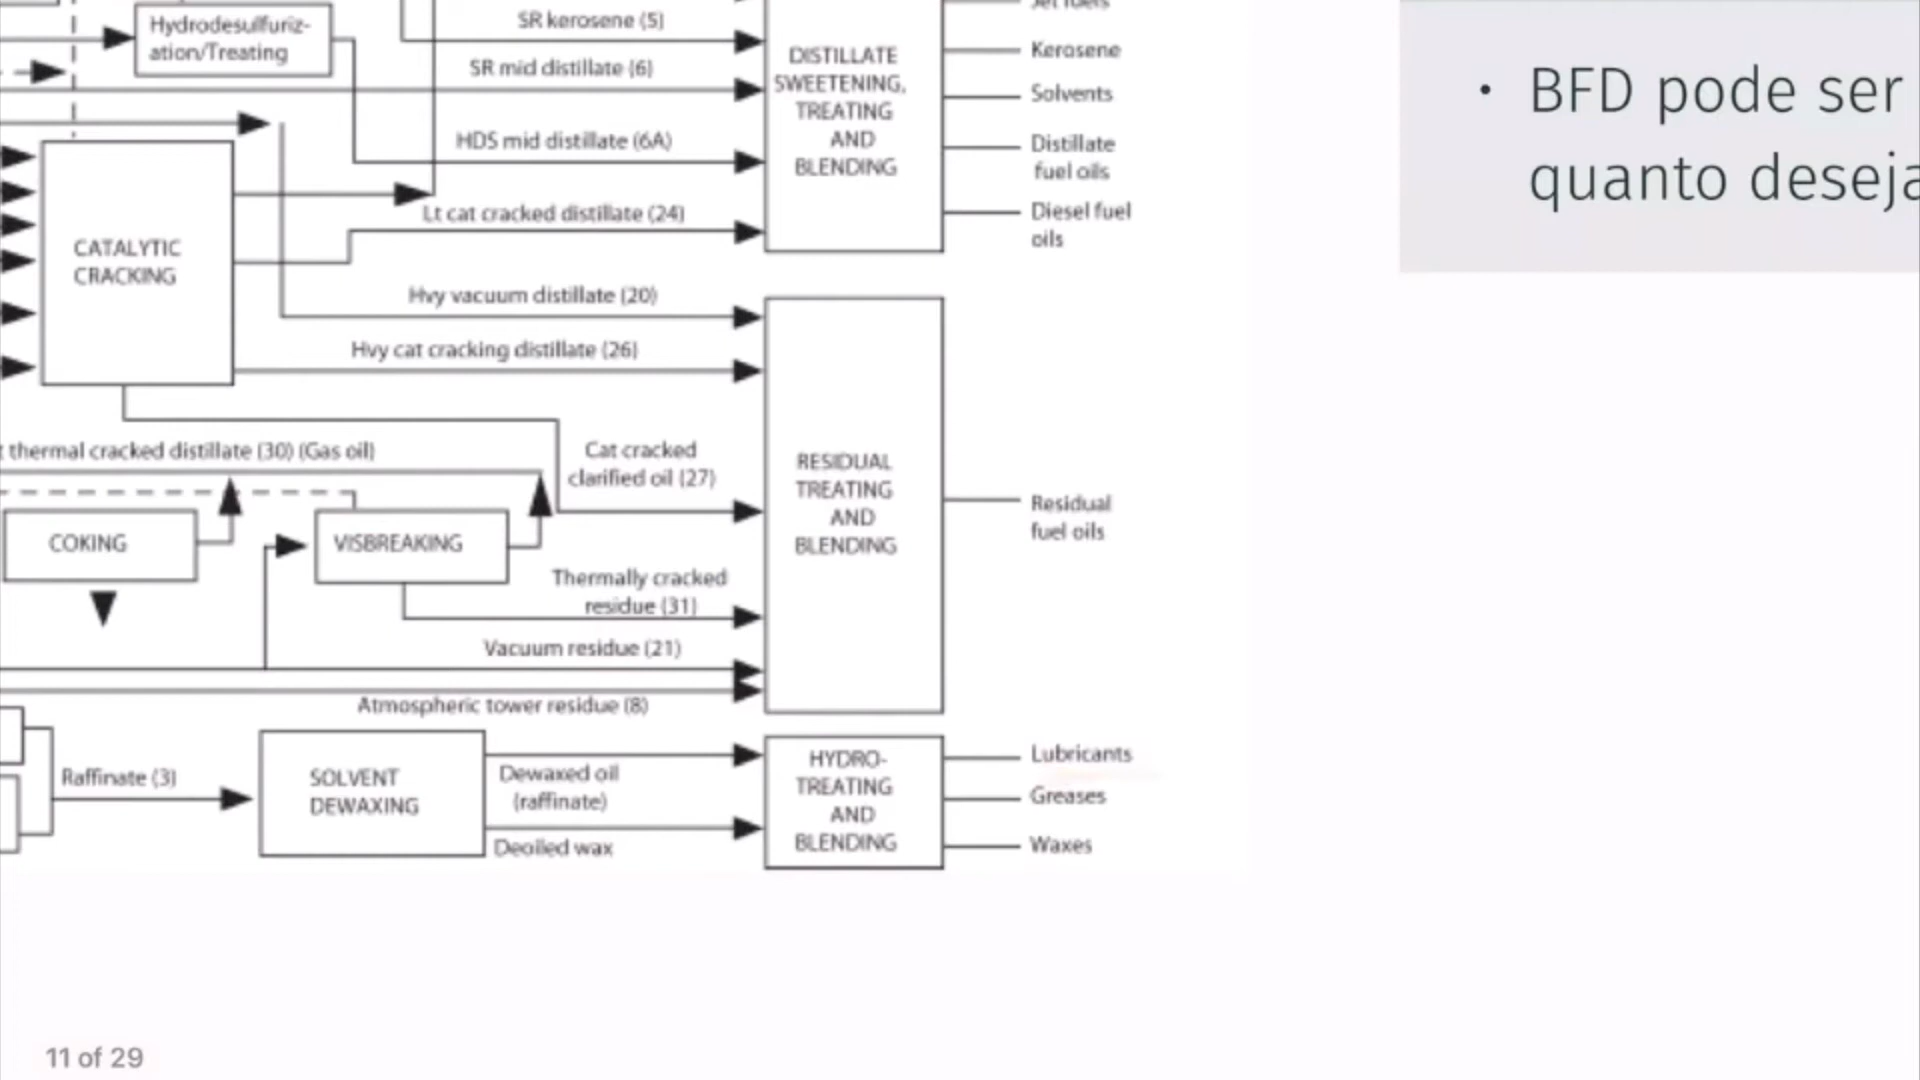 SR kerosene (5)
Jet fuels
Hydrodesulfuriz-
ation/Treating
SR mid distillate (6)
DISTILLATE
SWEETENING,
TREATING
AND
BLENDING
Kerosene
Solvents
HDS mid distillate (6A)
Distillate
fuel oils
Lt cat cracked distillate (24)
Diesel fuel
oils
CATALYTIC
CRACKING
Hvy vacuum distillate (20)
Hvy cat cracking distillate (26)
t thermal cracked distillate (30) (Gas oil)
Cat cracked
clarified oil (27)
RESIDUAL
TREATING
AND
BLENDING
Residual
fuel oils
COKING
VISBREAKING
Thermally cracked
residue (31)
Vacuum residue (21)
Atmospheric tower residue (8)
Raffinate (3)
SOLVENT
DEWAXING
Dewaxed oil
(raffinate)
Deoiled wax
HYDRO-
TREATING
AND
BLENDING
Lubricants
Greases
Waxes
• BFD pode ser
quanto deseja
11 of 29